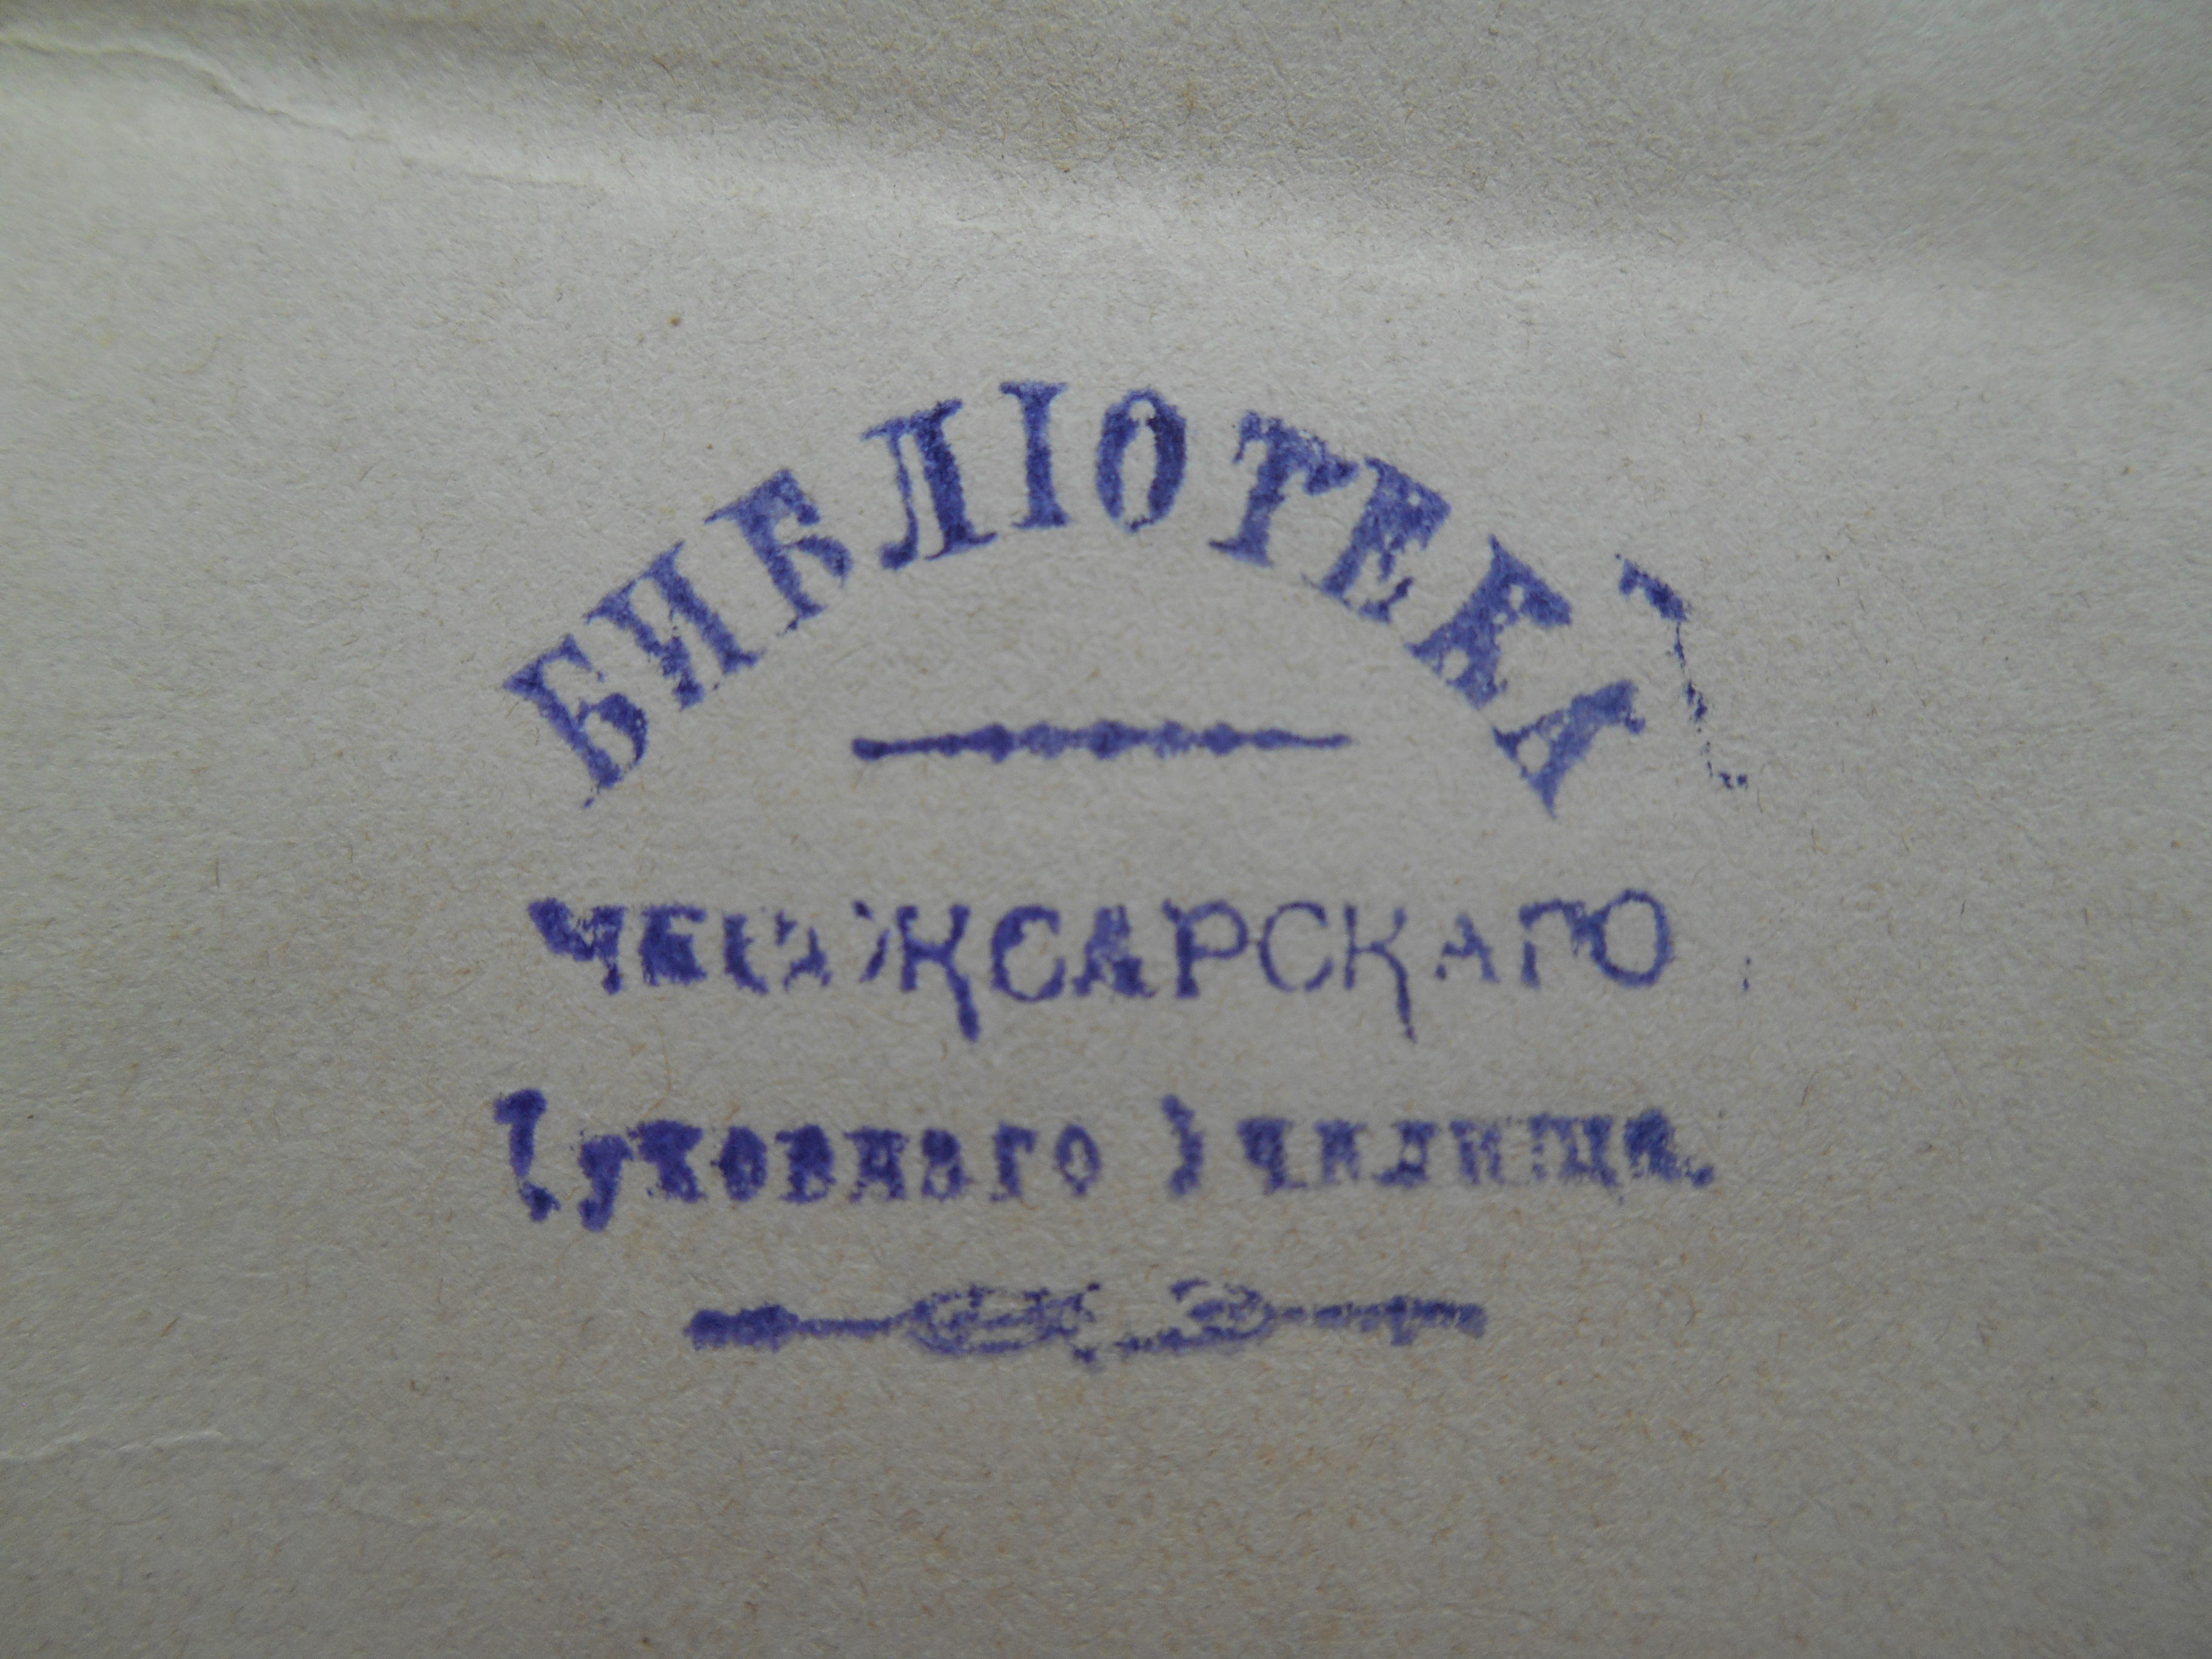 БИБЛІОТЕКА
ЧЕБОКСАРСКАГО
Духовнаго Училища.